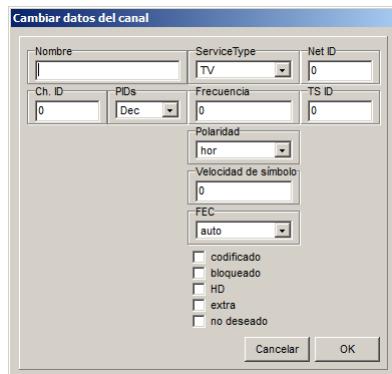 Cambiar datos del canal
Nombre ServiceType Net ID
TV 0
Ch. ID PIDs Frecuencia TS ID
0 Dec 0 0
Polaridad
hor
Velocidad de símbolo
0
FEC
auto
codificado
bloqueado
HD
extra
no deseado
Cancelar OK